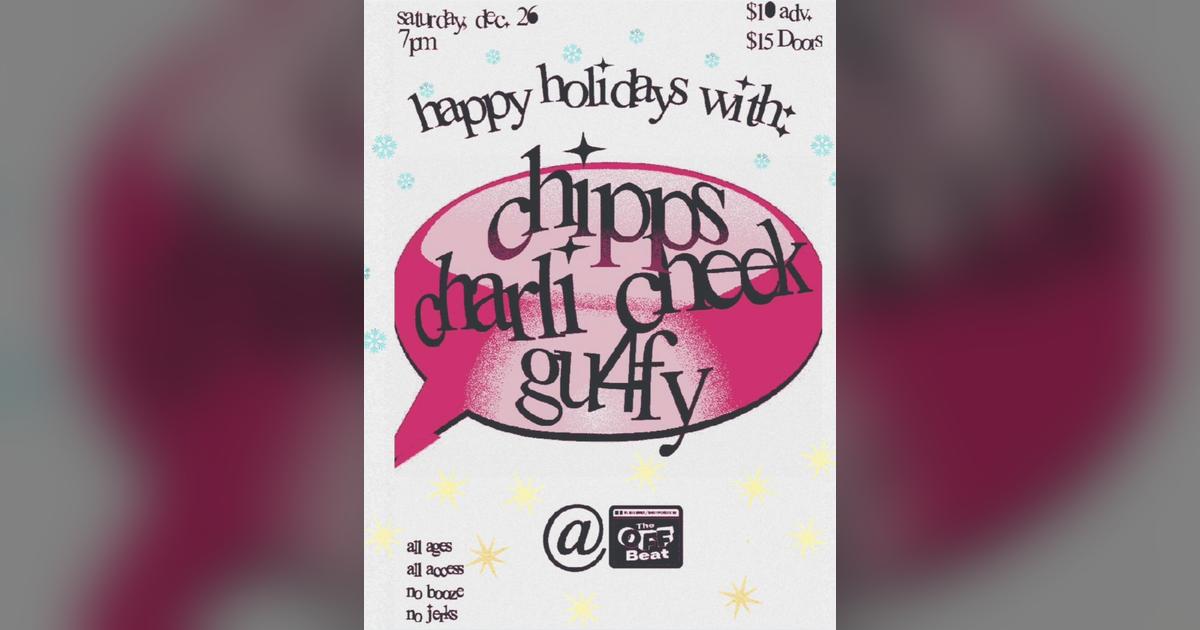 saturday, dec. 26
7pm
$10 adv.
$15 Doors
happy holidays with:
chipps
charli cheek
gu4fy
@ The OFF Beat
all ages
all access
no booze
no jerks